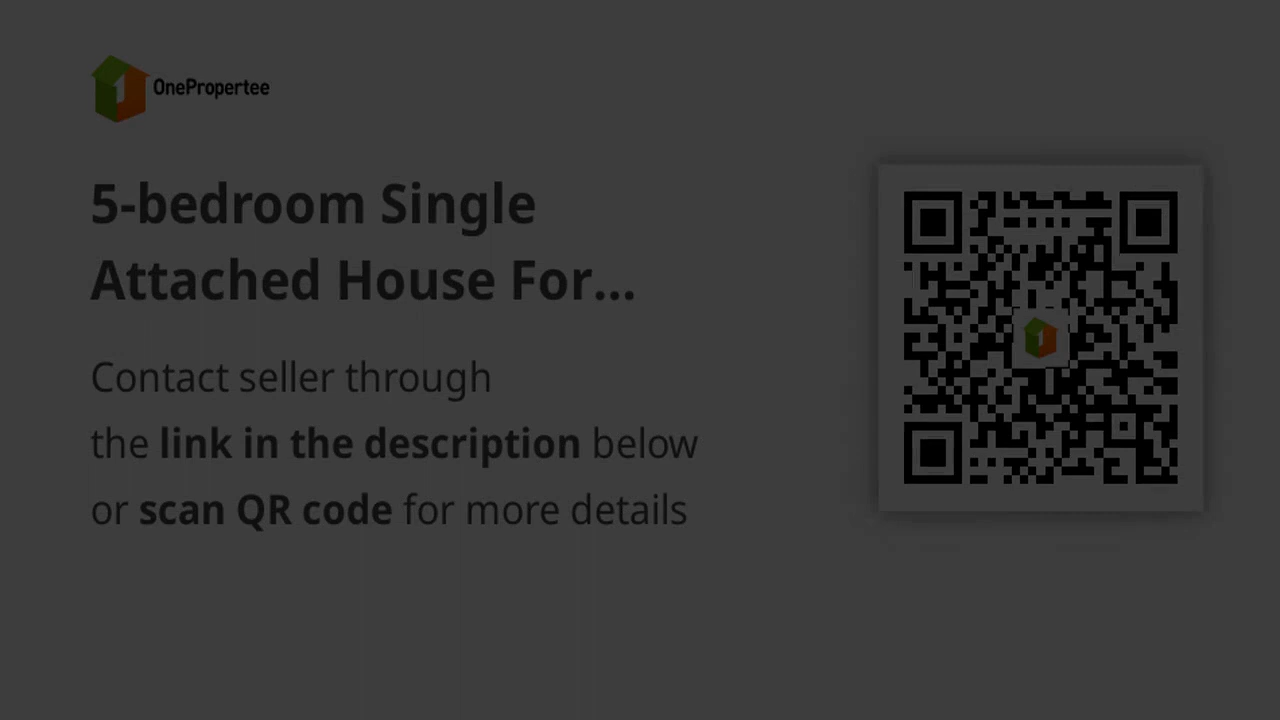 OnePropertee
5-bedroom Single
Attached House For...
Contact seller through
the link in the description below
or scan QR code for more details